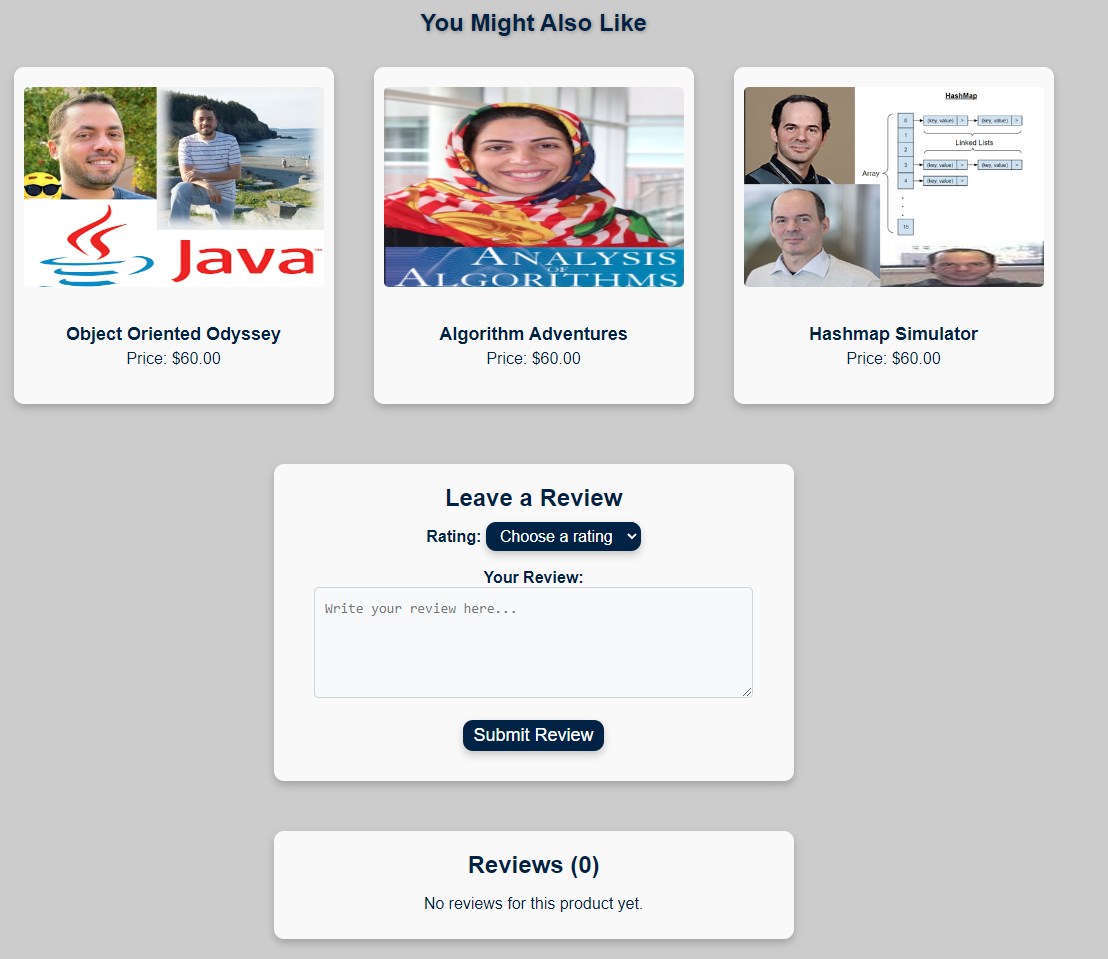 You Might Also Like
Java™
Object Oriented Odyssey
Price: $60.00
ANALYSIS
OF
ALGORITHMS
Algorithm Adventures
Price: $60.00
HashMap
0
(key, value)
(key, value)
1
Linked Lists
2
Array
3
(key, value)
(key, value)
4
(key, value)
15
Hashmap Simulator
Price: $60.00
Leave a Review
Rating: Choose a rating
Your Review:
Write your review here...
Submit Review
Reviews (0)
No reviews for this product yet.